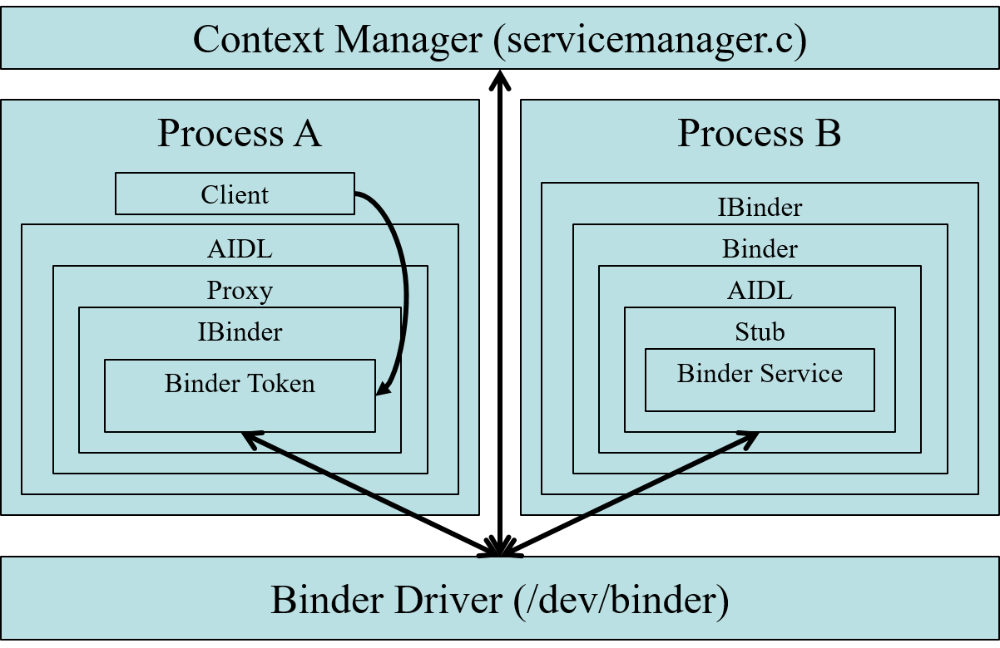 Context Manager (servicemanager.c)
Process A
Client
AIDL
Proxy
IBinder
Binder Token
Process B
IBinder
Binder
AIDL
Stub
Binder Service
Binder Driver (/dev/binder)